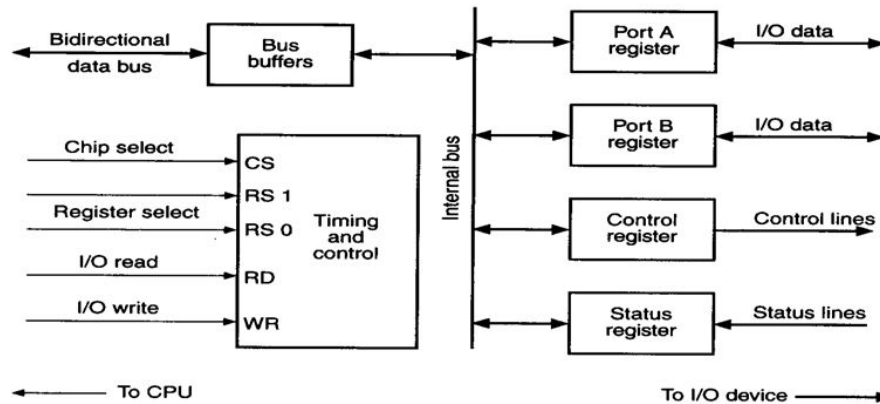 Bidirectional
data bus
Bus
buffers
Port A
register
I/O data
Port B
register
I/O data
Internal bus
Chip select
CS
RS 1
Register select
RS 0
Timing
and
control
Control
register
Control lines
I/O read
RD
I/O write
WR
Status
register
Status lines
To CPU
To I/O device